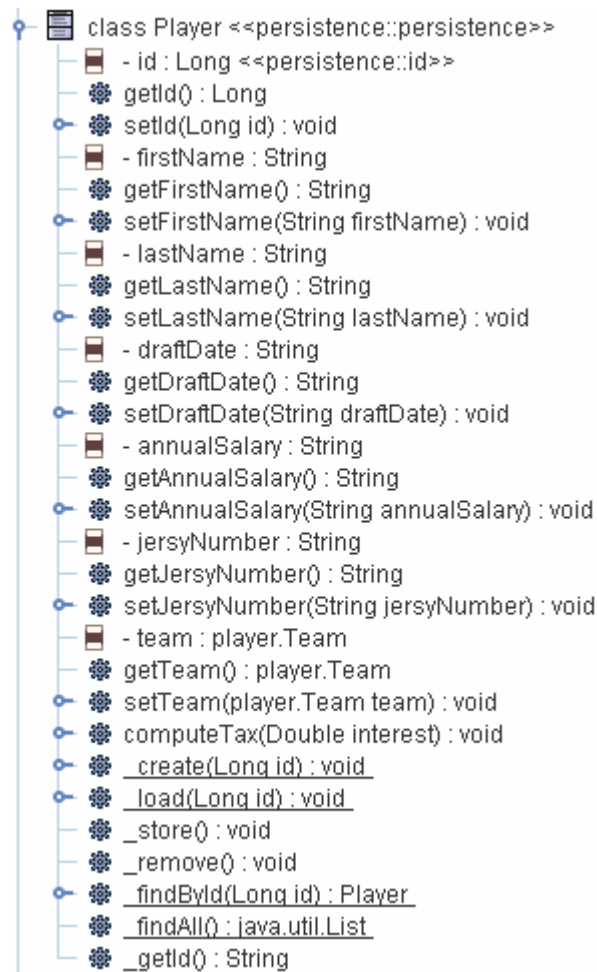 class Player <<persistence::persistence>>
- id : Long <<persistence::id>>
getId() : Long
setId(Long id) : void
- firstName : String
getFirstName() : String
setFirstName(String firstName) : void
- lastName : String
getLastName() : String
setLastName(String lastName) : void
- draftDate : String
getDraftDate() : String
setDraftDate(String draftDate) : void
- annualSalary : String
getAnnualSalary() : String
setAnnualSalary(String annualSalary) : void
- jersyNumber : String
getJersyNumber() : String
setJersyNumber(String jersyNumber) : void
- team : player.Team
getTeam() : player.Team
setTeam(player.Team team) : void
computeTax(Double interest) : void
_create(Long id) : void
_load(Long id) : void
_store() : void
_remove() : void
_findById(Long id) : Player
_findAll() : java.util.List
_getId() : String